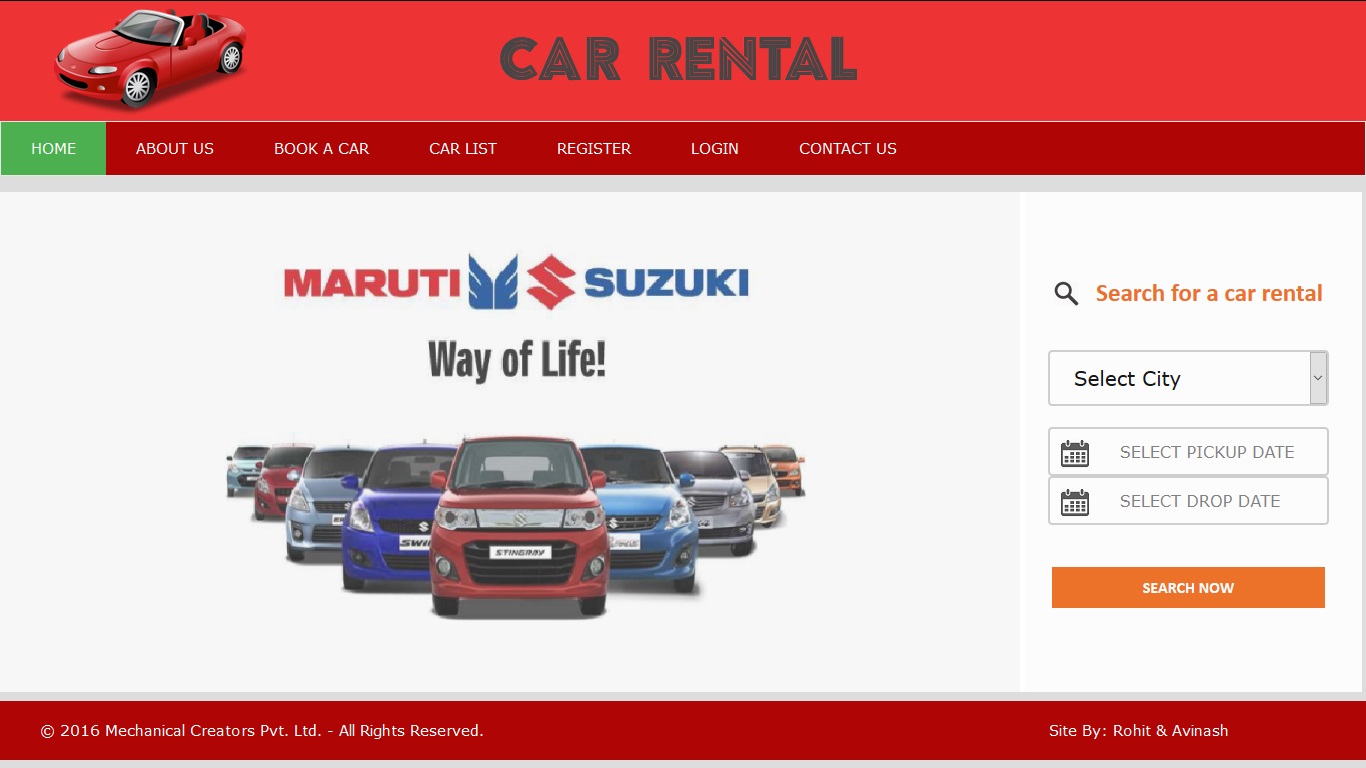 CAR RENTAL
HOME ABOUT US BOOK A CAR CAR LIST REGISTER LOGIN CONTACT US
MARUTI SUZUKI
Way of Life!
STINGRAY
Search for a car rental
Select City
SELECT PICKUP DATE
SELECT DROP DATE
SEARCH NOW
© 2016 Mechanical Creators Pvt. Ltd. - All Rights Reserved.
Site By: Rohit & Avinash